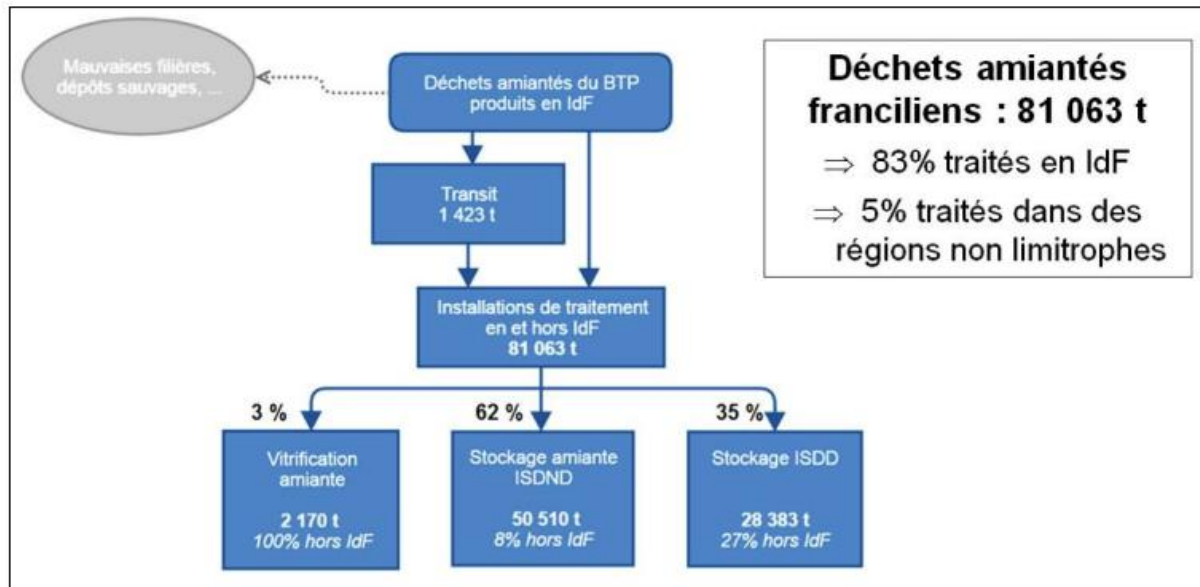 Mauvaises filières,
dépôts sauvages, ...
Déchets amiantés du BTP
produits en IdF
Déchets amiantés
franciliens : 81 063 t
⇒ 83% traités en IdF
⇒ 5% traités dans des
régions non limitrophes
Transit
1 423 t
Installations de traitement
en et hors IdF
81 063 t
3 %
62 %
35 %
Vitrification
amiante
2 170 t
100% hors IdF
Stockage amiante
ISDND
50 510 t
8% hors IdF
Stockage ISDD
28 383 t
27% hors IdF